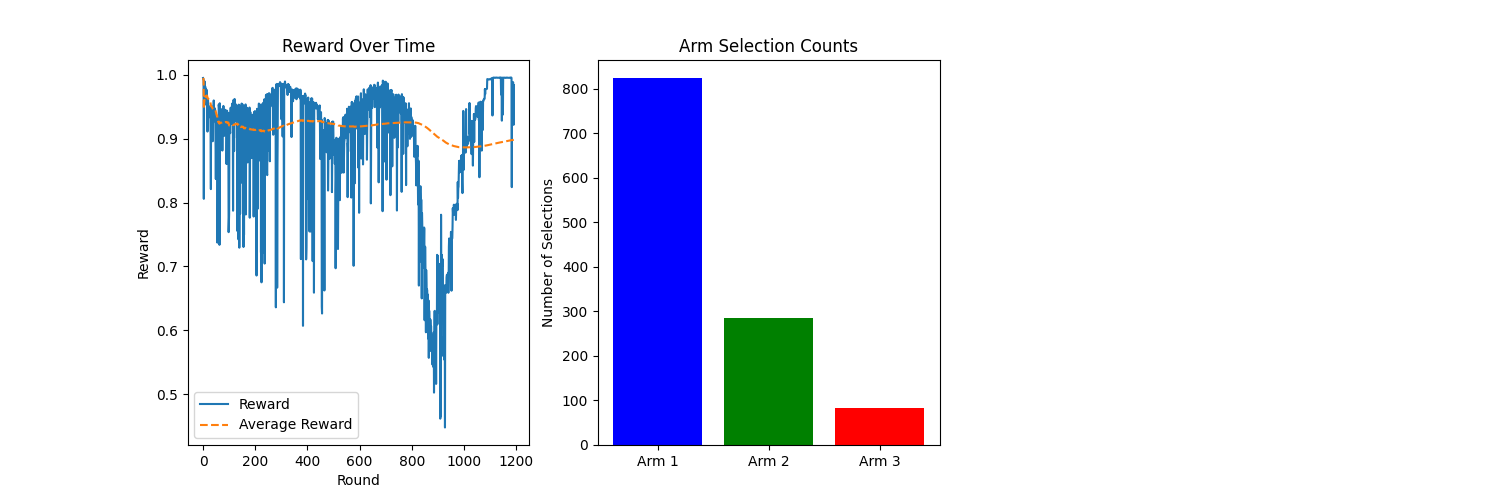 Reward Over Time
Reward
1.0
0.9
0.8
0.7
0.6
0.5
Reward
Average Reward
0 200 400 600 800 1000 1200
Round
Arm Selection Counts
Number of Selections
800
700
600
500
400
300
200
100
0
Arm 1 Arm 2 Arm 3